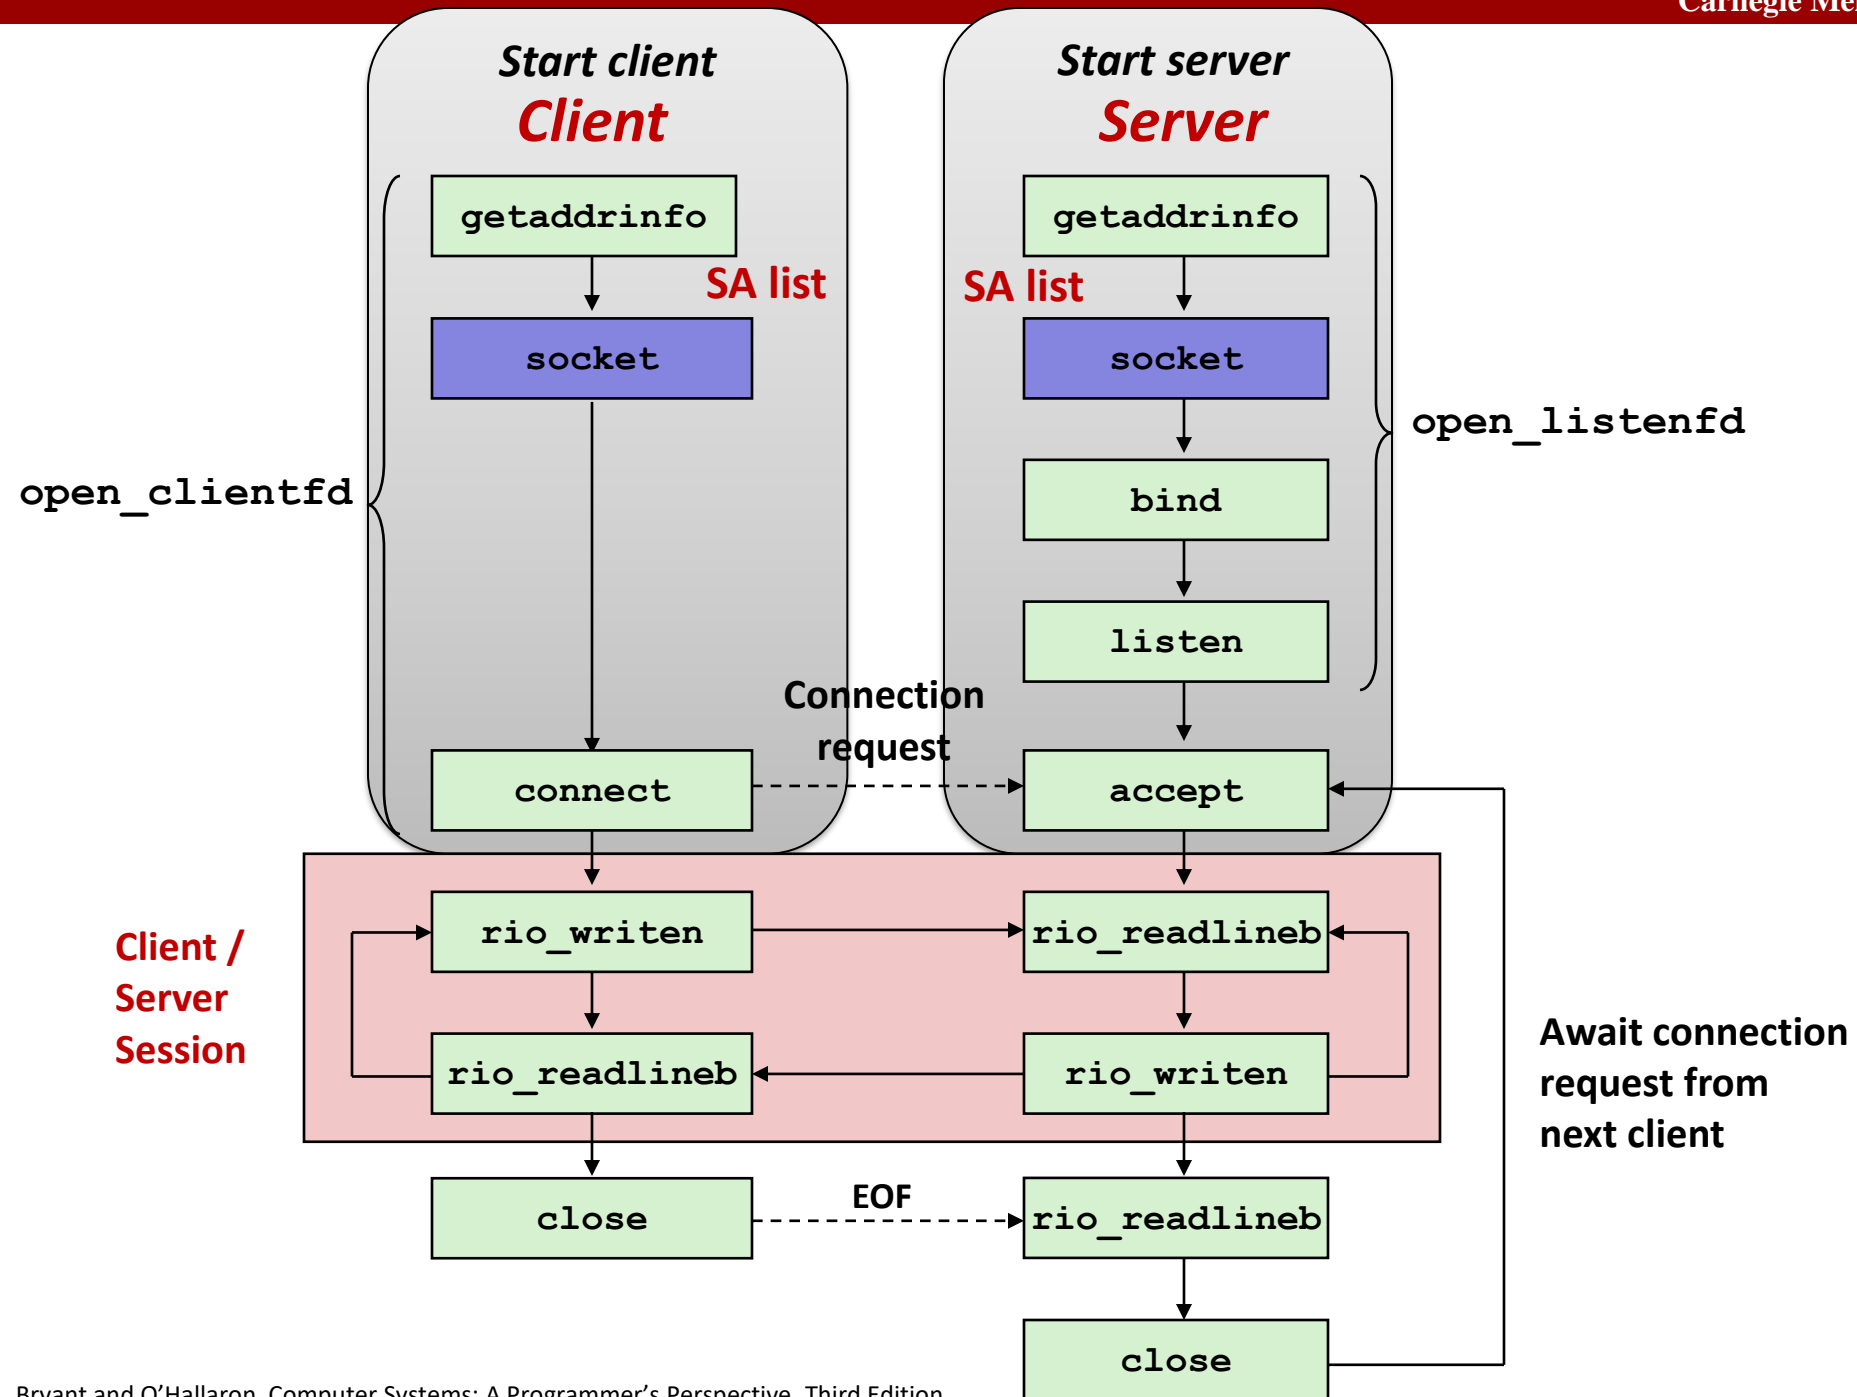 Carnegie
Start client
Client
Start server
Server
getaddrinfo
getaddrinfo
SA list
SA list
socket
socket
open_listenfd
open_clientfd
bind
listen
Connection
request
connect
accept
Client /
Server
Session
rio_writen
rio_readlineb
rio_readlineb
rio_writen
Await connection
request from
next client
close
EOF
rio_readlineb
close
Bryant and O'Hallaron, Computer Systems: A Programmer's Perspective, Third Edition